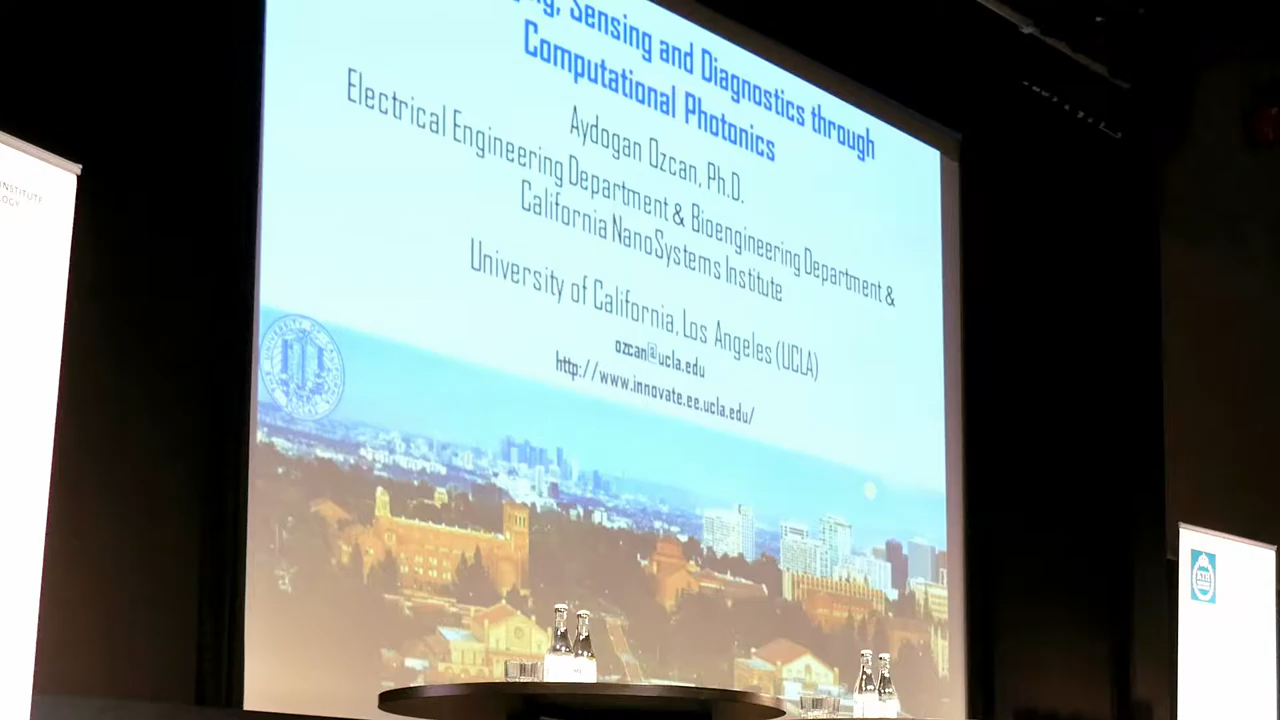 Sensing and Diagnostics through
Computational Photonics
Aydogan Ozcan, Ph.D.
Electrical Engineering Department & Bioengineering Department &
California NanoSystems Institute
University of California, Los Angeles (UCLA)
ozcan@ucla.edu
http://www.innovate.ee.ucla.edu/
INSTITUTE